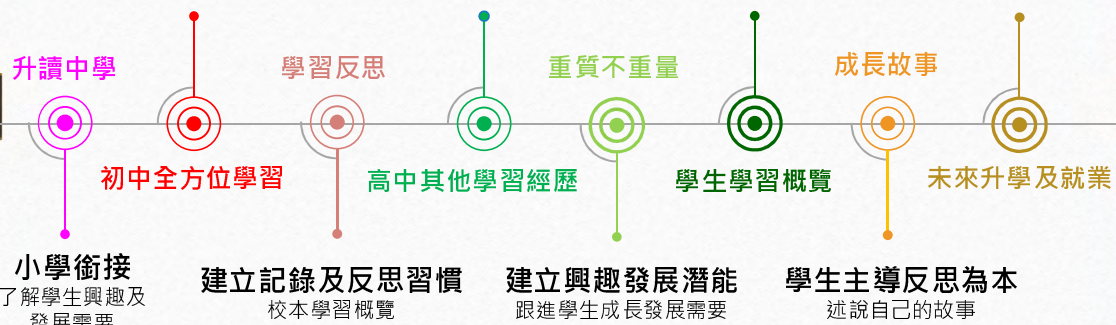 升讀中學
學習反思
重質不重量
成長故事
初中全方位學習
高中其他學習經歷
學生學習概覽
未來升學及就業
小學銜接
了解學生興趣及
發展需要
建立記錄及反思習慣
校本學習概覽
建立興趣發展潛能
跟進學生成長發展需要
學生主導反思為本
述說自己的故事